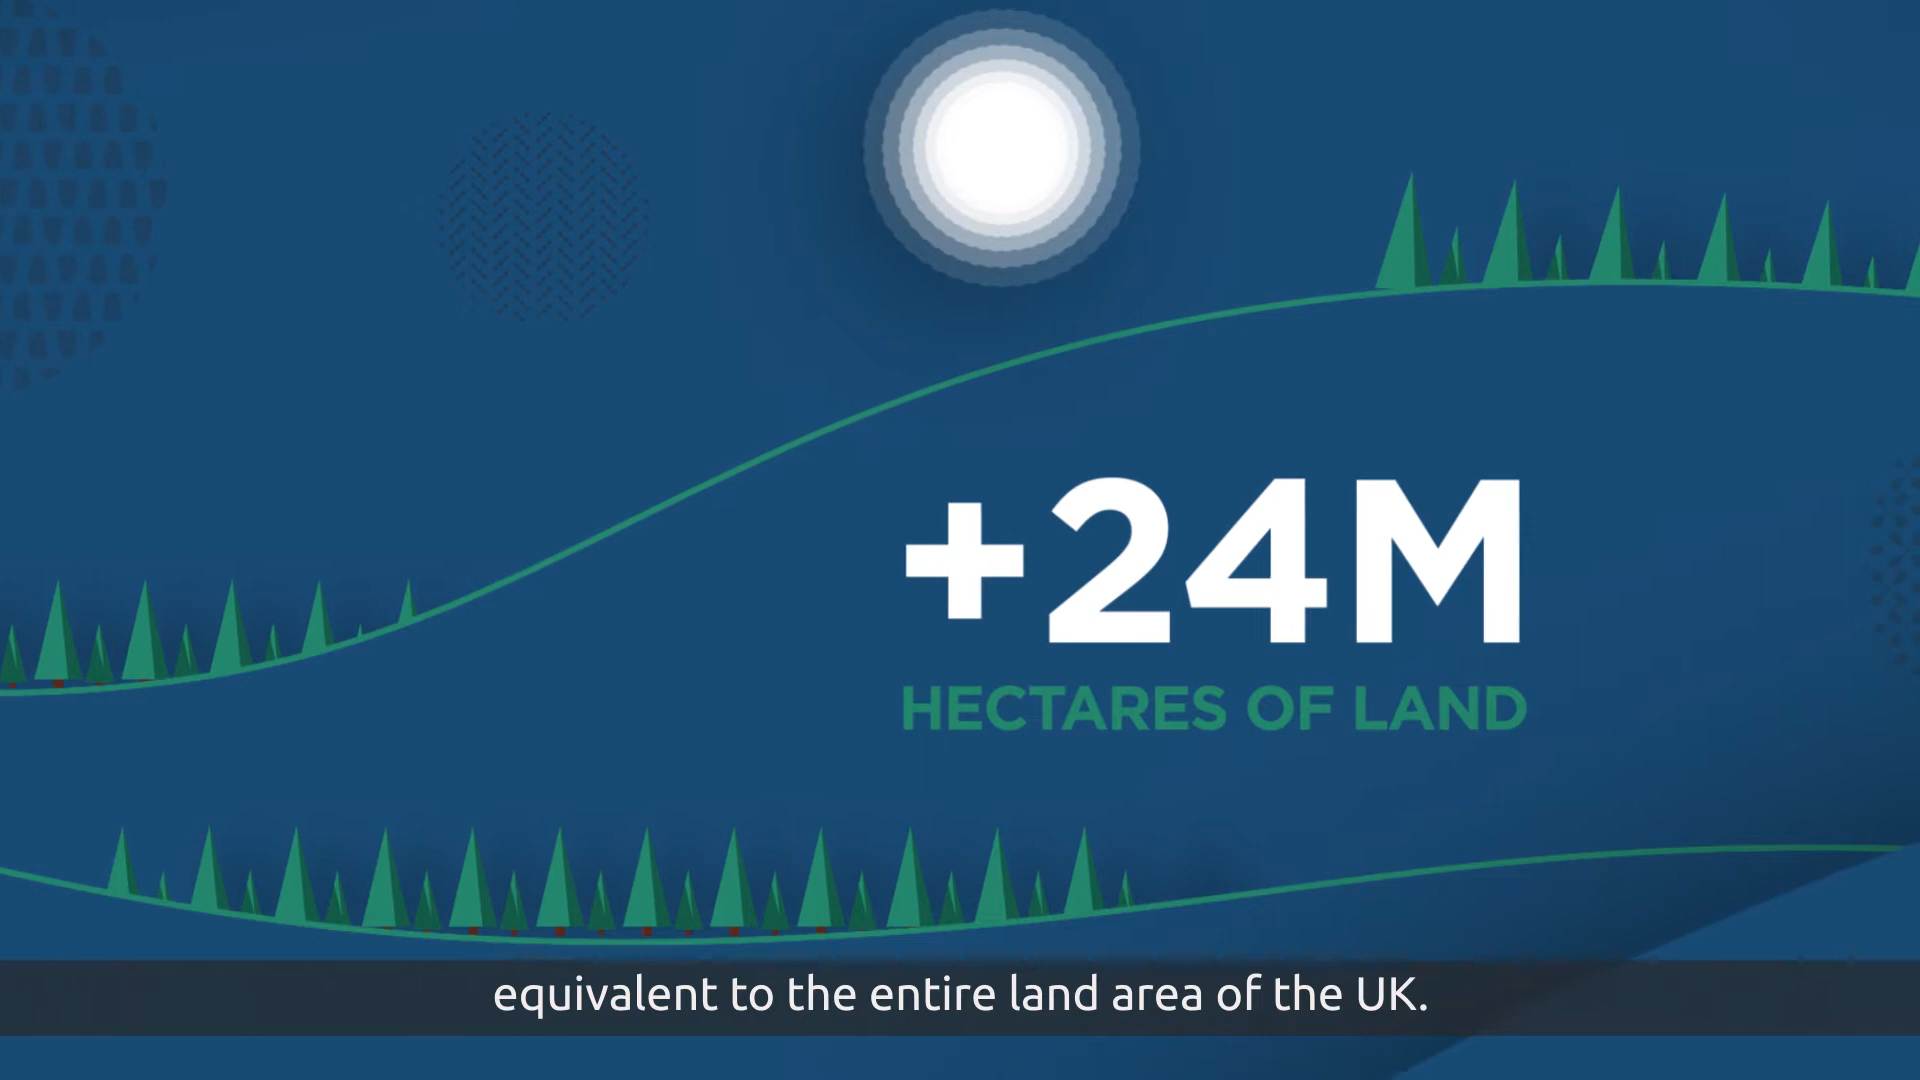 +24M
HECTARES OF LAND
equivalent to the entire land area of the UK.